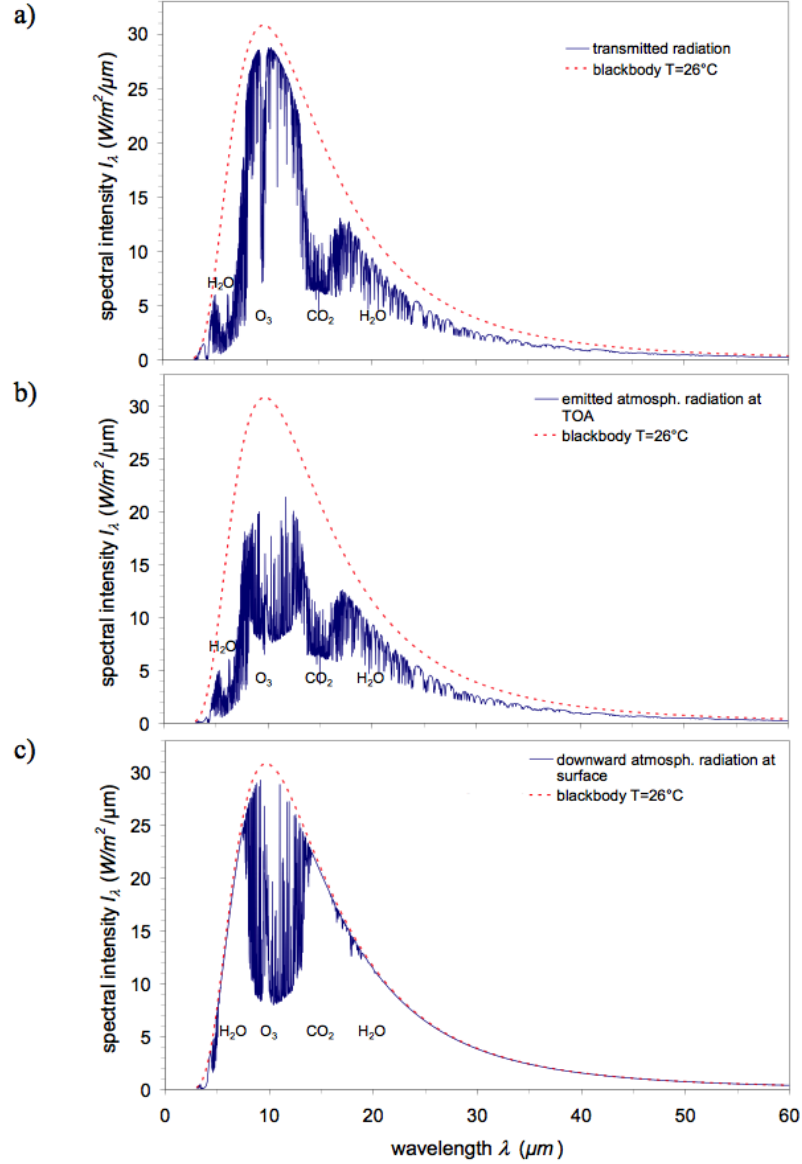 a)
spectral intensity Iλ (W/m²/μm)
30
25
20
15
10
5
0
transmitted radiation
blackbody T=26°C
H₂O
O₃
CO₂
H₂O
b)
spectral intensity Iλ (W/m²/μm)
30
25
20
15
10
5
0
emitted atmosph. radiation at
TOA
blackbody T=26°C
H₂O
O₃
CO₂
H₂O
c)
spectral intensity Iλ (W/m²/μm)
30
25
20
15
10
5
0
downward atmosph. radiation at
surface
blackbody T=26°C
H₂O
O₃
CO₂
H₂O
0 10 20 30 40 50 60
wavelength λ (μm)